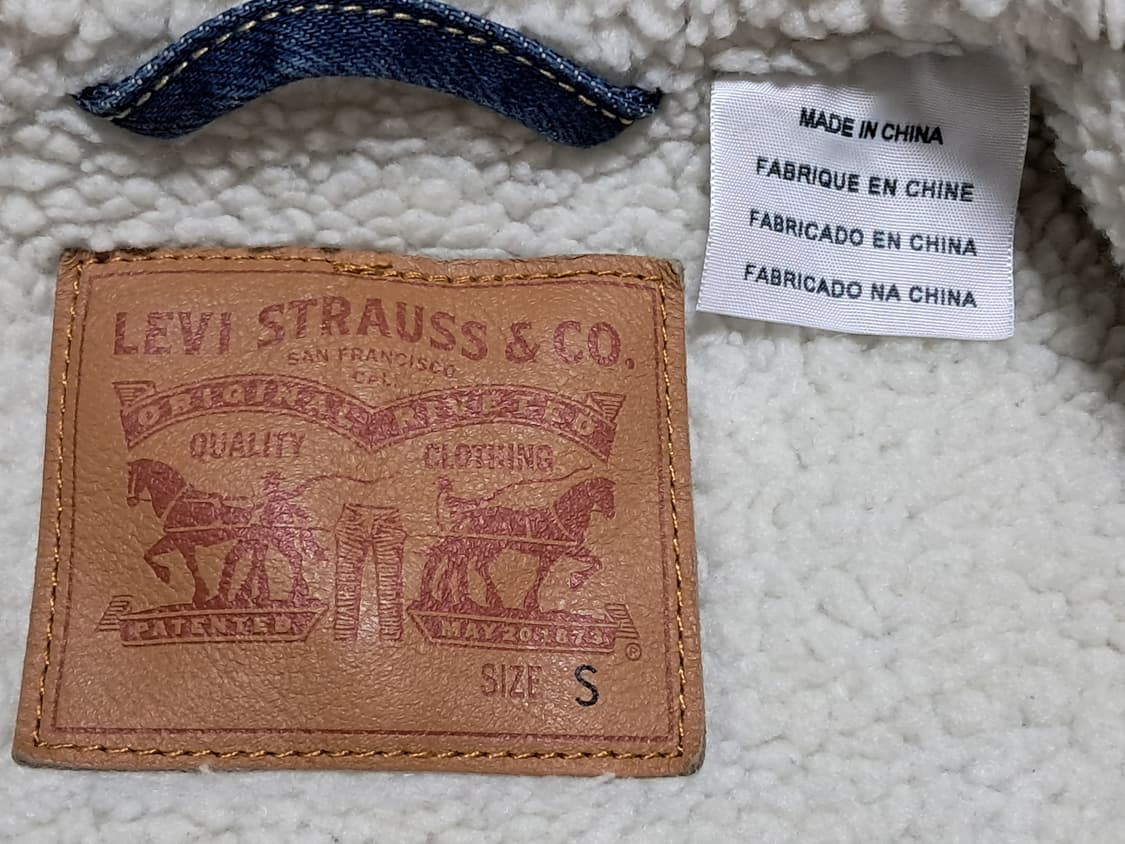 LEVI STRAUSS & CO.
SAN FRANCISCO
CAL.
ORIGINAL RIVETED
QUALITY CLOTHING
PATENTED MAY 20 1873
®
SIZE S
MADE IN CHINA
FABRIQUE EN CHINE
FABRICADO EN CHINA
FABRICADO NA CHINA